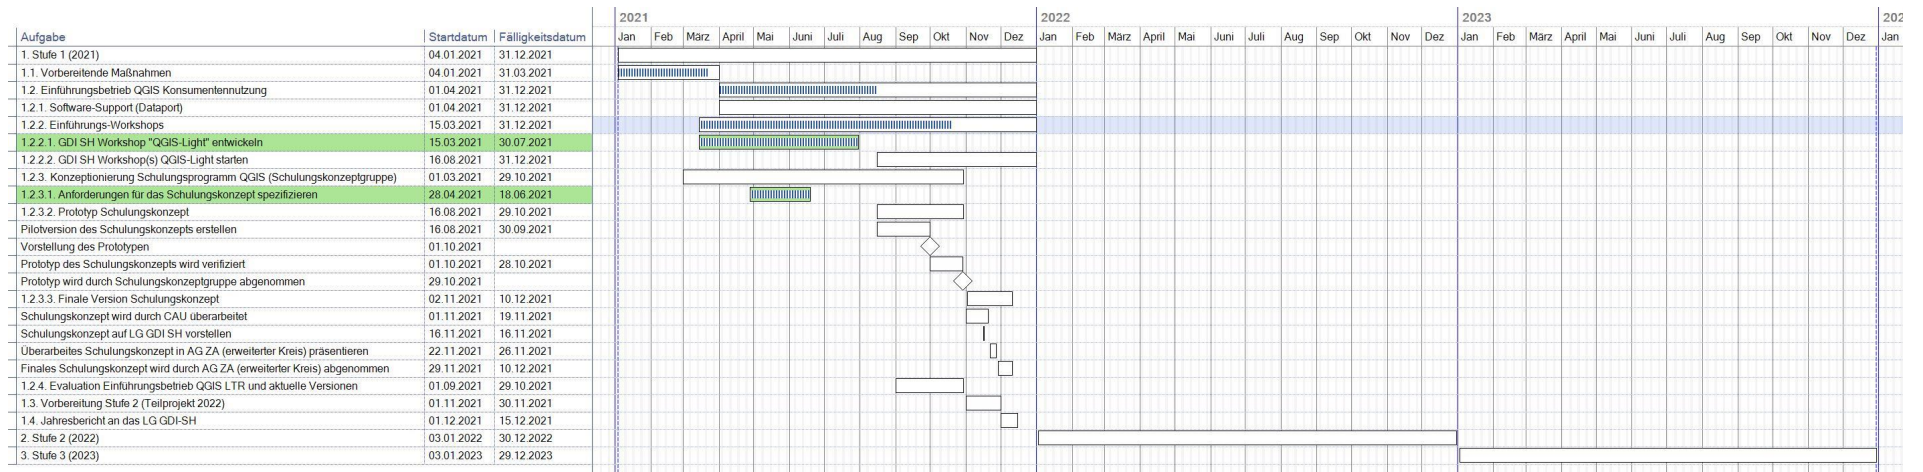 2021 2022 2023 202
Aufgabe Startdatum Fälligkeitsdatum Jan Feb März April Mai Juni Juli Aug Sep Okt Nov Dez Jan Feb März April Mai Juni Juli Aug Sep Okt Nov Dez Jan Feb März April Mai Juni Juli Aug Sep Okt Nov Dez Jan
1. Stufe 1 (2021) 04.01.2021 31.12.2021
1.1. Vorbereitende Maßnahmen 04.01.2021 31.03.2021
1.2. Einführungsbetrieb QGIS Konsumentennutzung 01.04.2021 31.12.2021
1.2.1. Software-Support (Dataport) 01.04.2021 31.12.2021
1.2.2. Einführungs-Workshops 15.03.2021 31.12.2021
1.2.2.1. GDI SH Workshop "QGIS-Light" entwickeln 15.03.2021 30.07.2021
1.2.2.2. GDI SH Workshop(s) QGIS-Light starten 16.08.2021 31.12.2021
1.2.3. Konzeptionierung Schulungsprogramm QGIS (Schulungskonzeptgruppe) 01.03.2021 29.10.2021
1.2.3.1. Anforderungen für das Schulungskonzept spezifizieren 28.04.2021 18.06.2021
1.2.3.2. Prototyp Schulungskonzept 16.08.2021 29.10.2021
Pilotversion des Schulungskonzepts erstellen 16.08.2021 30.09.2021
Vorstellung des Prototypen 01.10.2021
Prototyp des Schulungskonzepts wird verifiziert 01.10.2021 28.10.2021
Prototyp wird durch Schulungskonzeptgruppe abgenommen 29.10.2021
1.2.3.3. Finale Version Schulungskonzept 02.11.2021 10.12.2021
Schulungskonzept wird durch CAU überarbeitet 01.11.2021 19.11.2021
Schulungskonzept auf LG GDI SH vorstellen 16.11.2021 16.11.2021
Überarbeites Schulungskonzept in AG ZA (erweiterter Kreis) präsentieren 22.11.2021 26.11.2021
Finales Schulungskonzept wird durch AG ZA (erweiterter Kreis) abgenommen 29.11.2021 10.12.2021
1.2.4. Evaluation Einführungsbetrieb QGIS LTR und aktuelle Versionen 01.09.2021 29.10.2021
1.3. Vorbereitung Stufe 2 (Teilprojekt 2022) 01.11.2021 30.11.2021
1.4. Jahresbericht an das LG GDI-SH 01.12.2021 15.12.2021
2. Stufe 2 (2022) 03.01.2022 30.12.2022
3. Stufe 3 (2023) 03.01.2023 29.12.2023